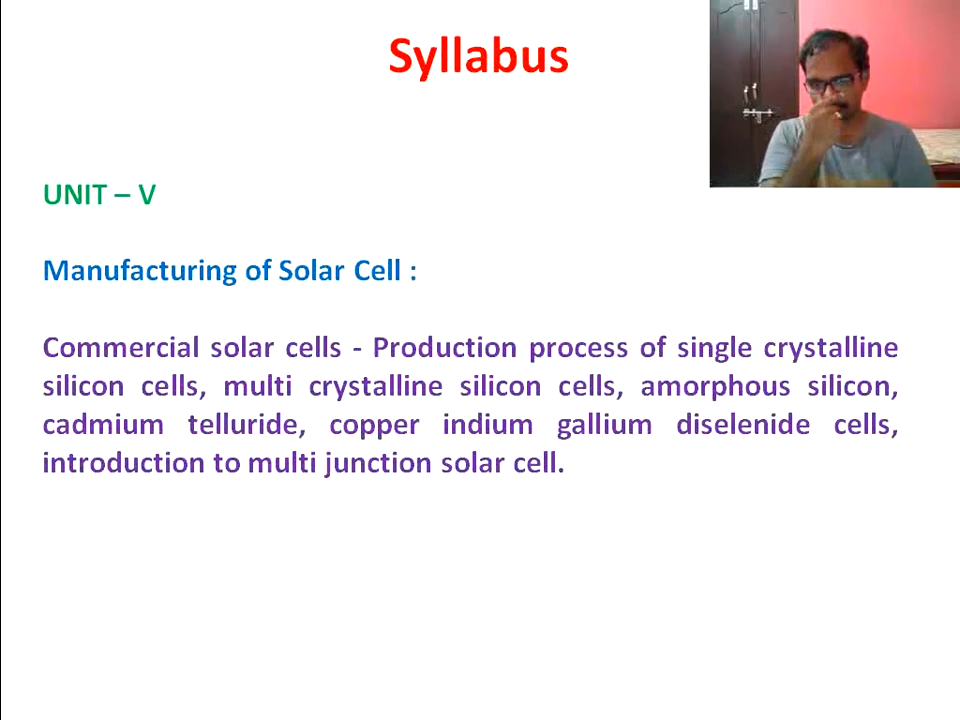 Syllabus
UNIT – V
Manufacturing of Solar Cell :
Commercial solar cells - Production process of single crystalline
silicon cells, multi crystalline silicon cells, amorphous silicon,
cadmium telluride, copper indium gallium diselenide cells,
introduction to multi junction solar cell.